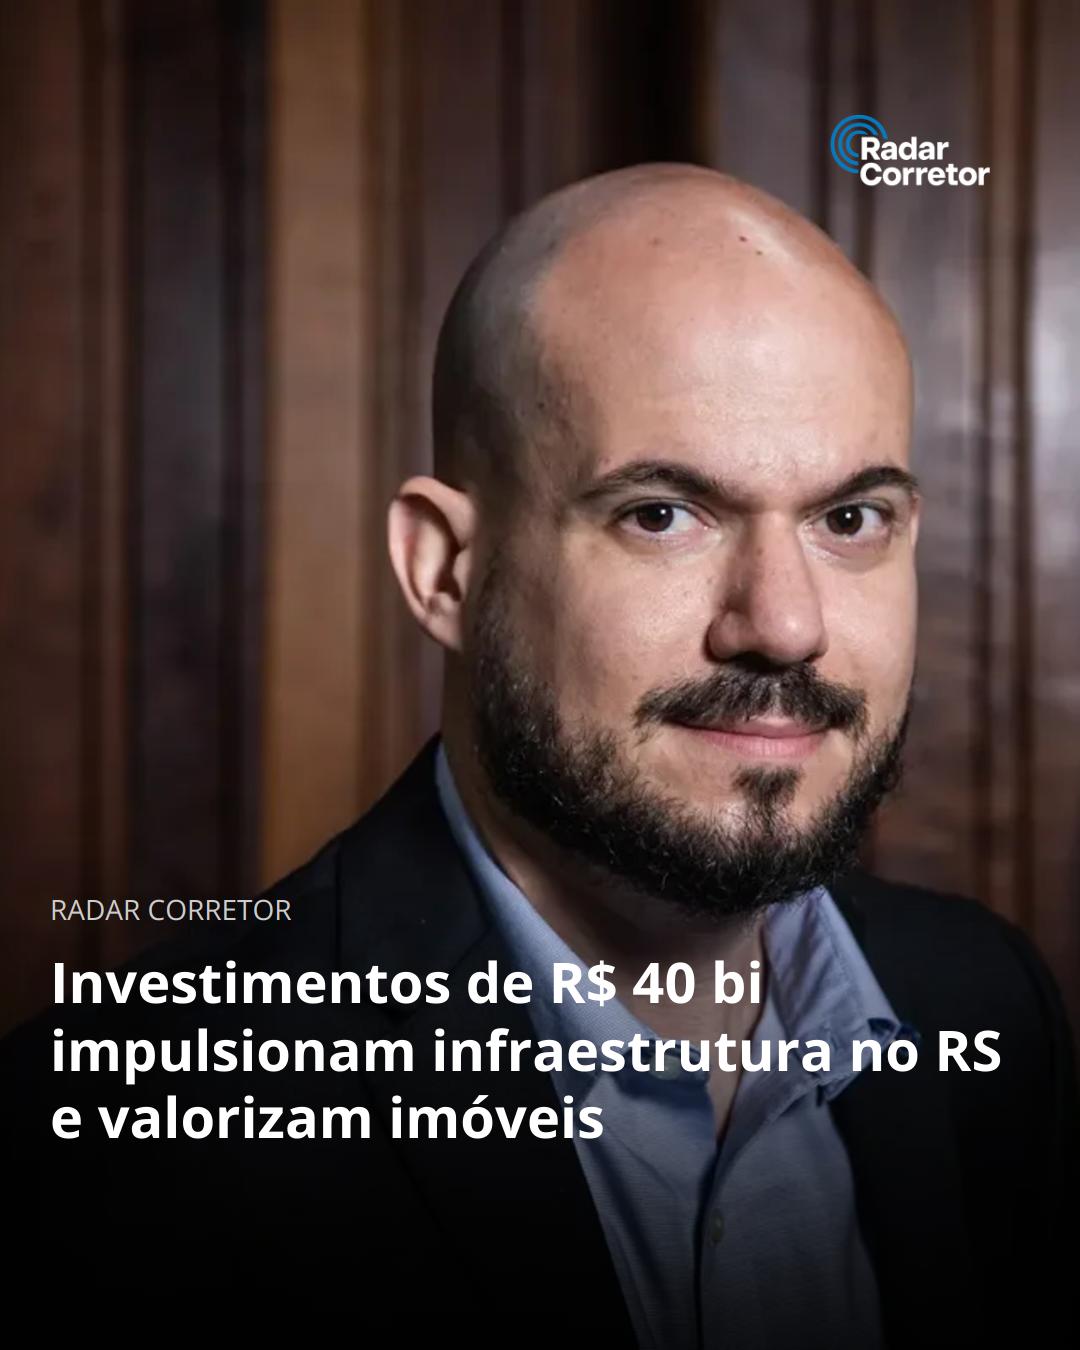 Radar
Corretor
RADAR CORRETOR
Investimentos de R$ 40 bi
impulsionam infraestrutura no RS
e valorizam imóveis